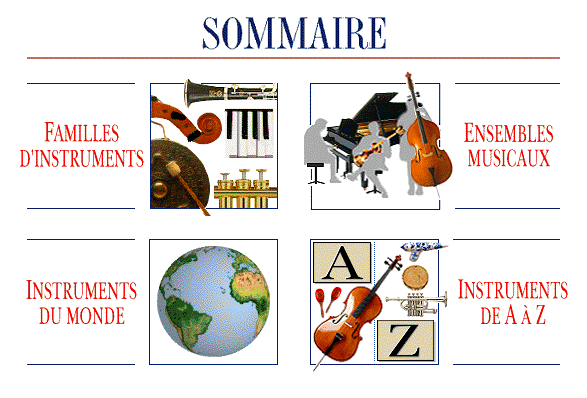 SOMMAIRE
FAMILLES
D'INSTRUMENTS
ENSEMBLES
MUSICAUX
INSTRUMENTS
DU MONDE
A
Z
INSTRUMENTS
DE A À Z